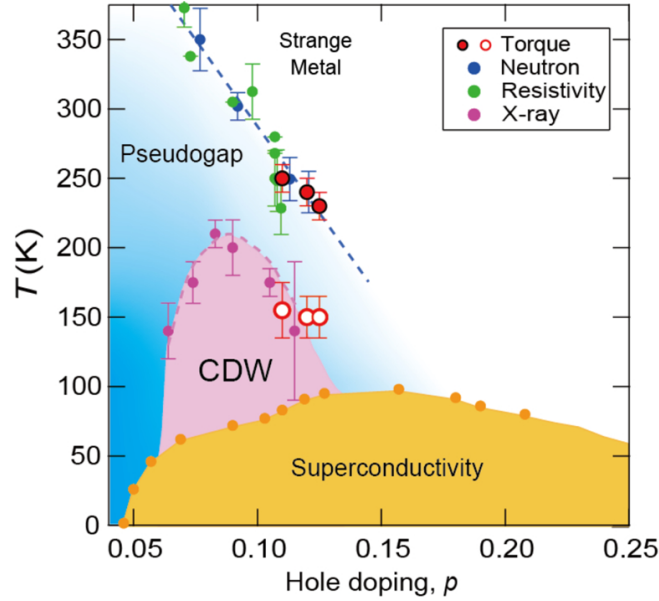 350
300
250
200
150
100
50
0
T(K)
Strange
Metal
Torque
Neutron
Resistivity
X-ray
Pseudogap
CDW
Superconductivity
0.05
0.10
0.15
0.20
0.25
Hole doping, p